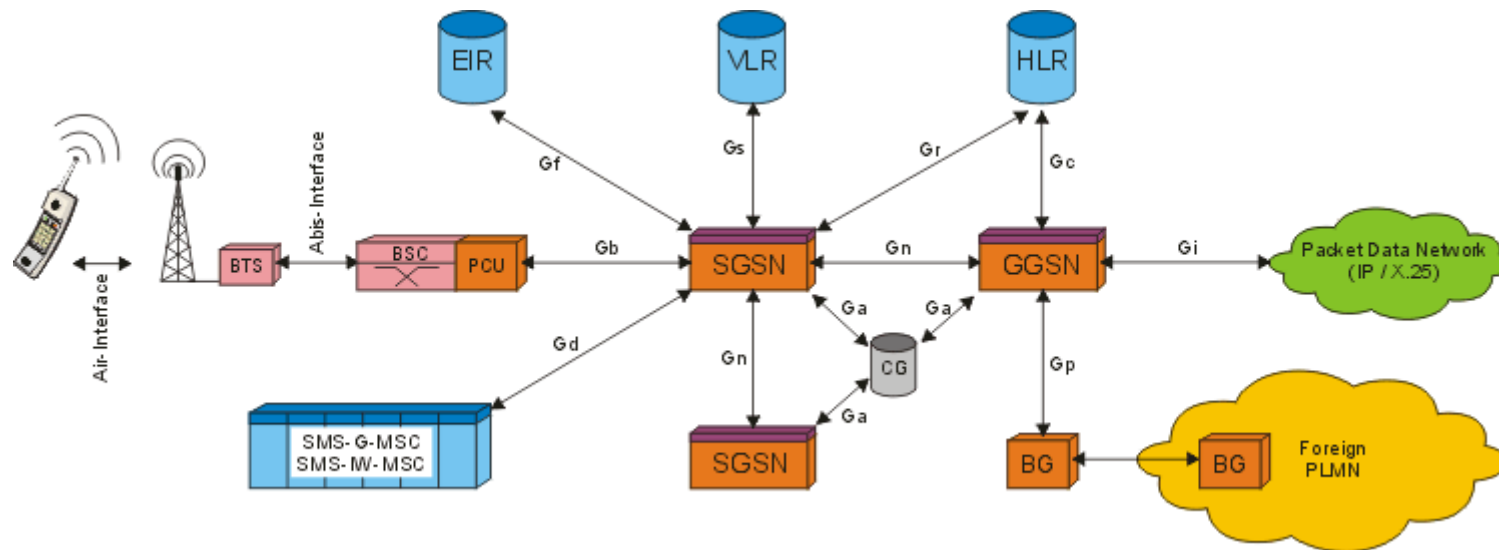 EIR
VLR
HLR
Gf
Gs
Gr
Gc
Air-Interface
BTS
Abis-Interface
BSC
PCU
Gb
SGSN
Gn
GGSN
Gi
Packet Data Network
(IP / X.25)
Gd
Gn
Ga
Ga
CG
Ga
Gp
SMS-G-MSC
SMS-IW-MSC
SGSN
BG
BG
Foreign
PLMN